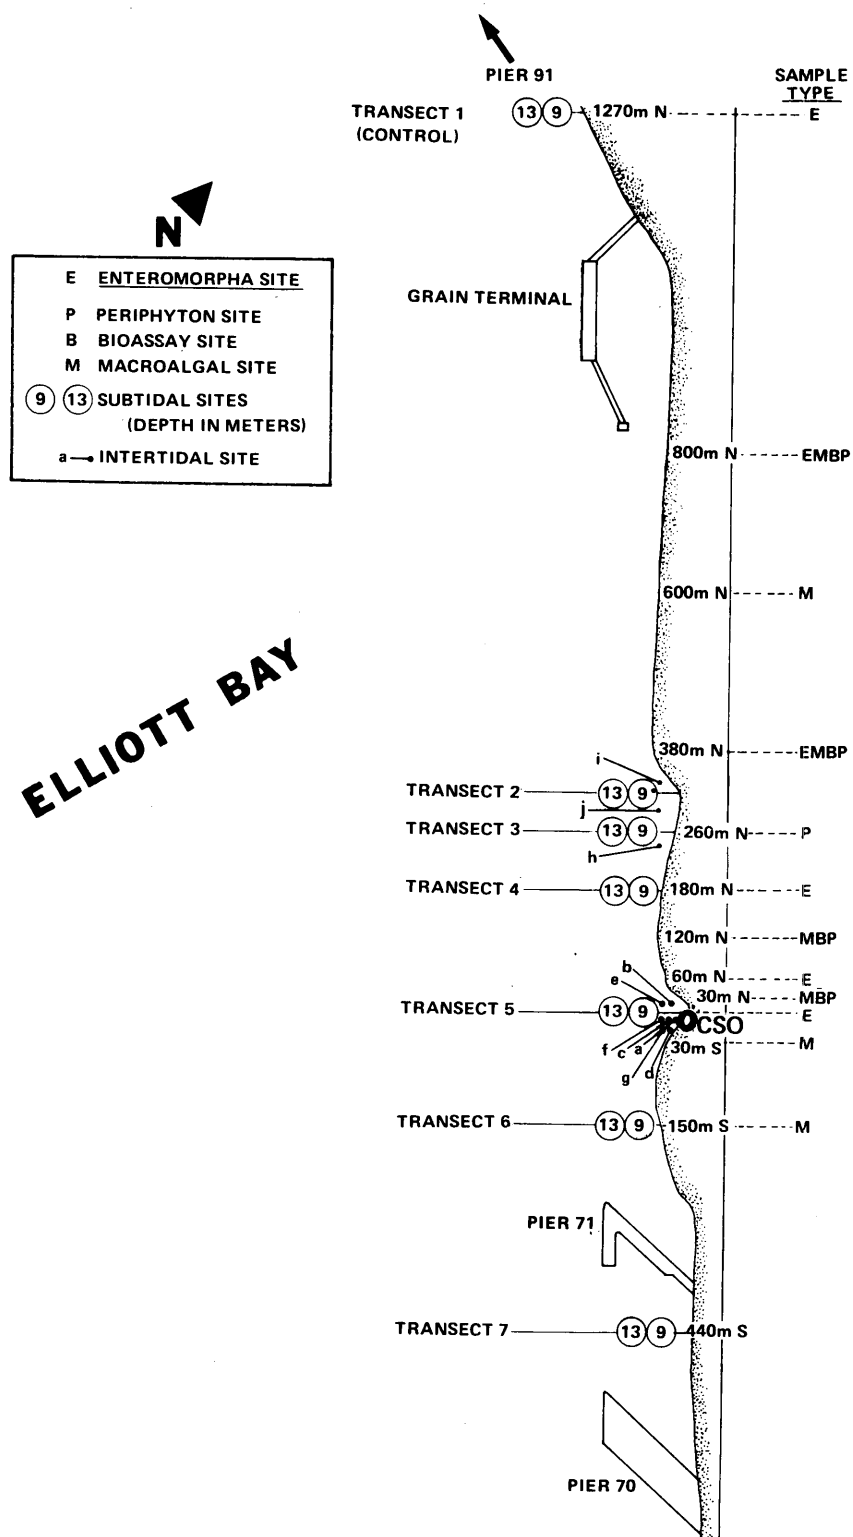 PIER 91
SAMPLE
TYPE
TRANSECT 1
(CONTROL)
13 9 1270m N E
N
E ENTEROMORPHA SITE
P PERIPHYTON SITE
B BIOASSAY SITE
M MACROALGAL SITE
9 13 SUBTIDAL SITES
(DEPTH IN METERS)
a INTERTIDAL SITE
GRAIN TERMINAL
800m N EMBP
600m N M
ELLIOTT BAY
380m N EMBP
i
TRANSECT 2 13 9
j
TRANSECT 3 13 9 260m N P
h
TRANSECT 4 13 9 180m N E
120m N MBP
b
60m N E
e
30m N MBP
TRANSECT 5 13 9 E
CSO
f c a 30m S M
g d
TRANSECT 6 13 9 150m S M
PIER 71
TRANSECT 7 13 9 440m S
PIER 70